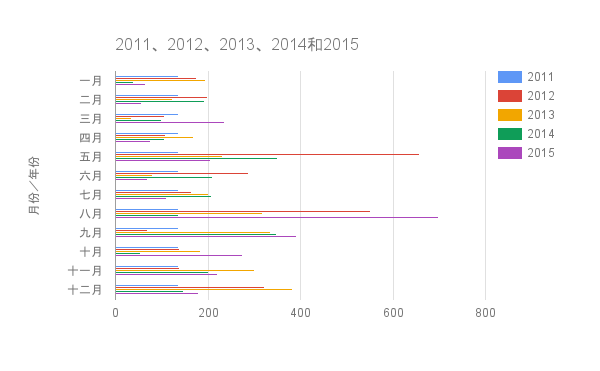 2011、2012、2013、2014和2015
一月
二月
三月
四月
五月
六月
七月
八月
九月
十月
十一月
十二月
月份／年份
0 200 400 600 800
2011
2012
2013
2014
2015